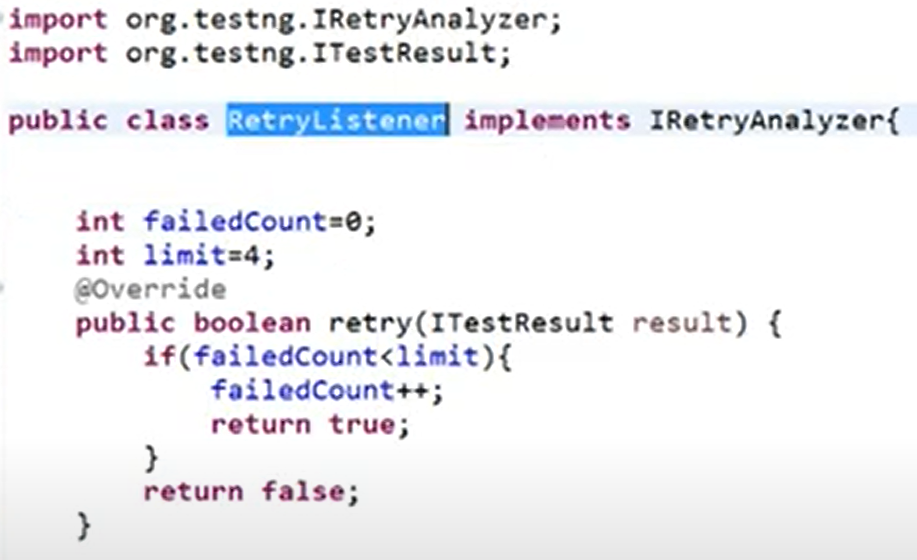 import org.testng.IRetryAnalyzer;
import org.testng.ITestResult;
public class RetryListener implements IRetryAnalyzer{
int failedCount=0;
int limit=4;
@Override
public boolean retry(ITestResult result) {
if(failedCount<limit){
failedCount++;
return true;
}
return false;
}